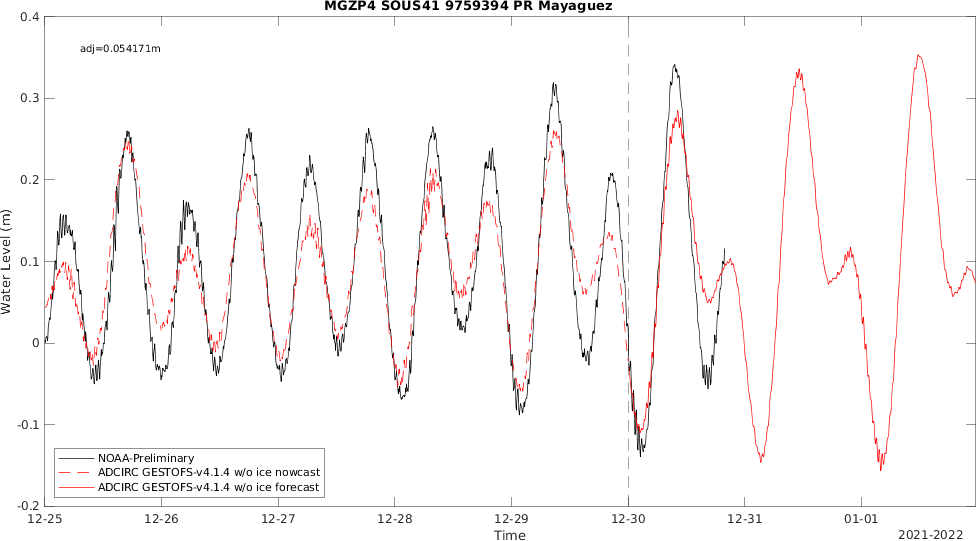 MGZP4 SOUS41 9759394 PR Mayaguez
adj=0.054171m
0.4
0.3
0.2
0.1
0
-0.1
-0.2
Water Level (m)
NOAA-Preliminary
ADCIRC GESTOFS-v4.1.4 w/o ice nowcast
ADCIRC GESTOFS-v4.1.4 w/o ice forecast
12-25 12-26 12-27 12-28 12-29 12-30 12-31 01-01
Time
2021-2022